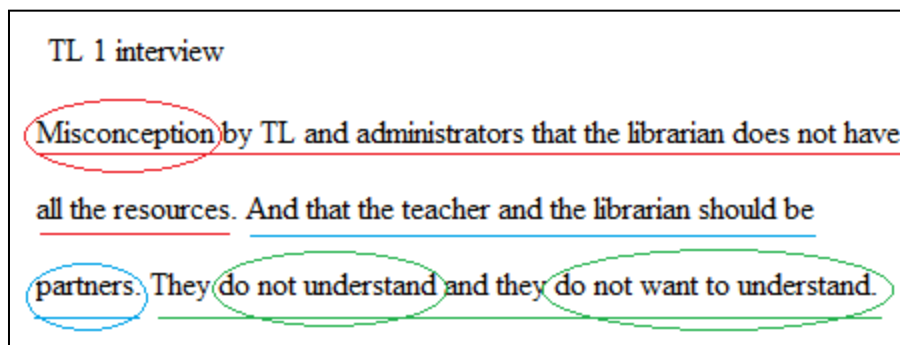 TL 1 interview
Misconception by TL and administrators that the librarian does not have
all the resources. And that the teacher and the librarian should be
partners. They do not understand and they do not want to understand.